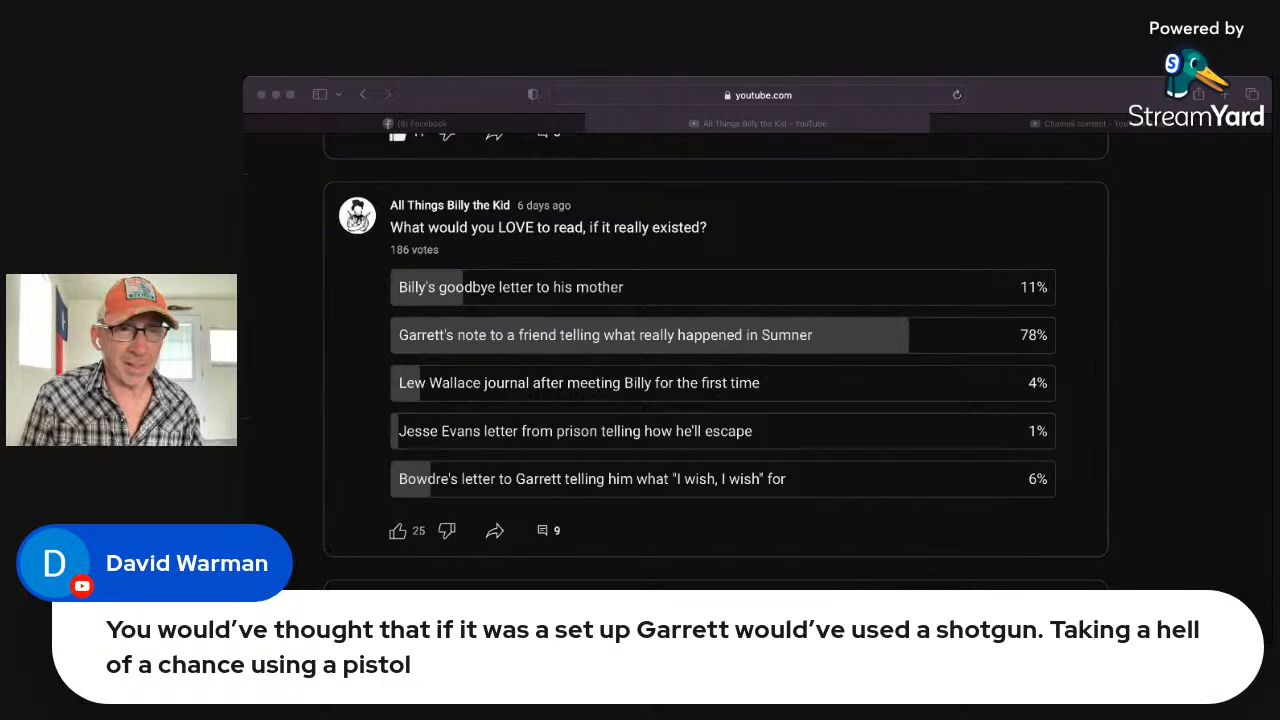 Powered by
S
StreamYard
youtube.com
(6) Facebook
All Things Billy the Kid - YouTube
All Things Billy the Kid 6 days ago
What would you LOVE to read, if it really existed?
186 votes
Billy's goodbye letter to his mother 11%
Garrett's note to a friend telling what really happened in Sumner 78%
Lew Wallace journal after meeting Billy for the first time 4%
Jesse Evans letter from prison telling how he'll escape 1%
Bowdre's letter to Garrett telling him what "I wish, I wish" for 6%
25 9
D
David Warman
You would've thought that if it was a set up Garrett would've used a shotgun. Taking a hell
of a chance using a pistol